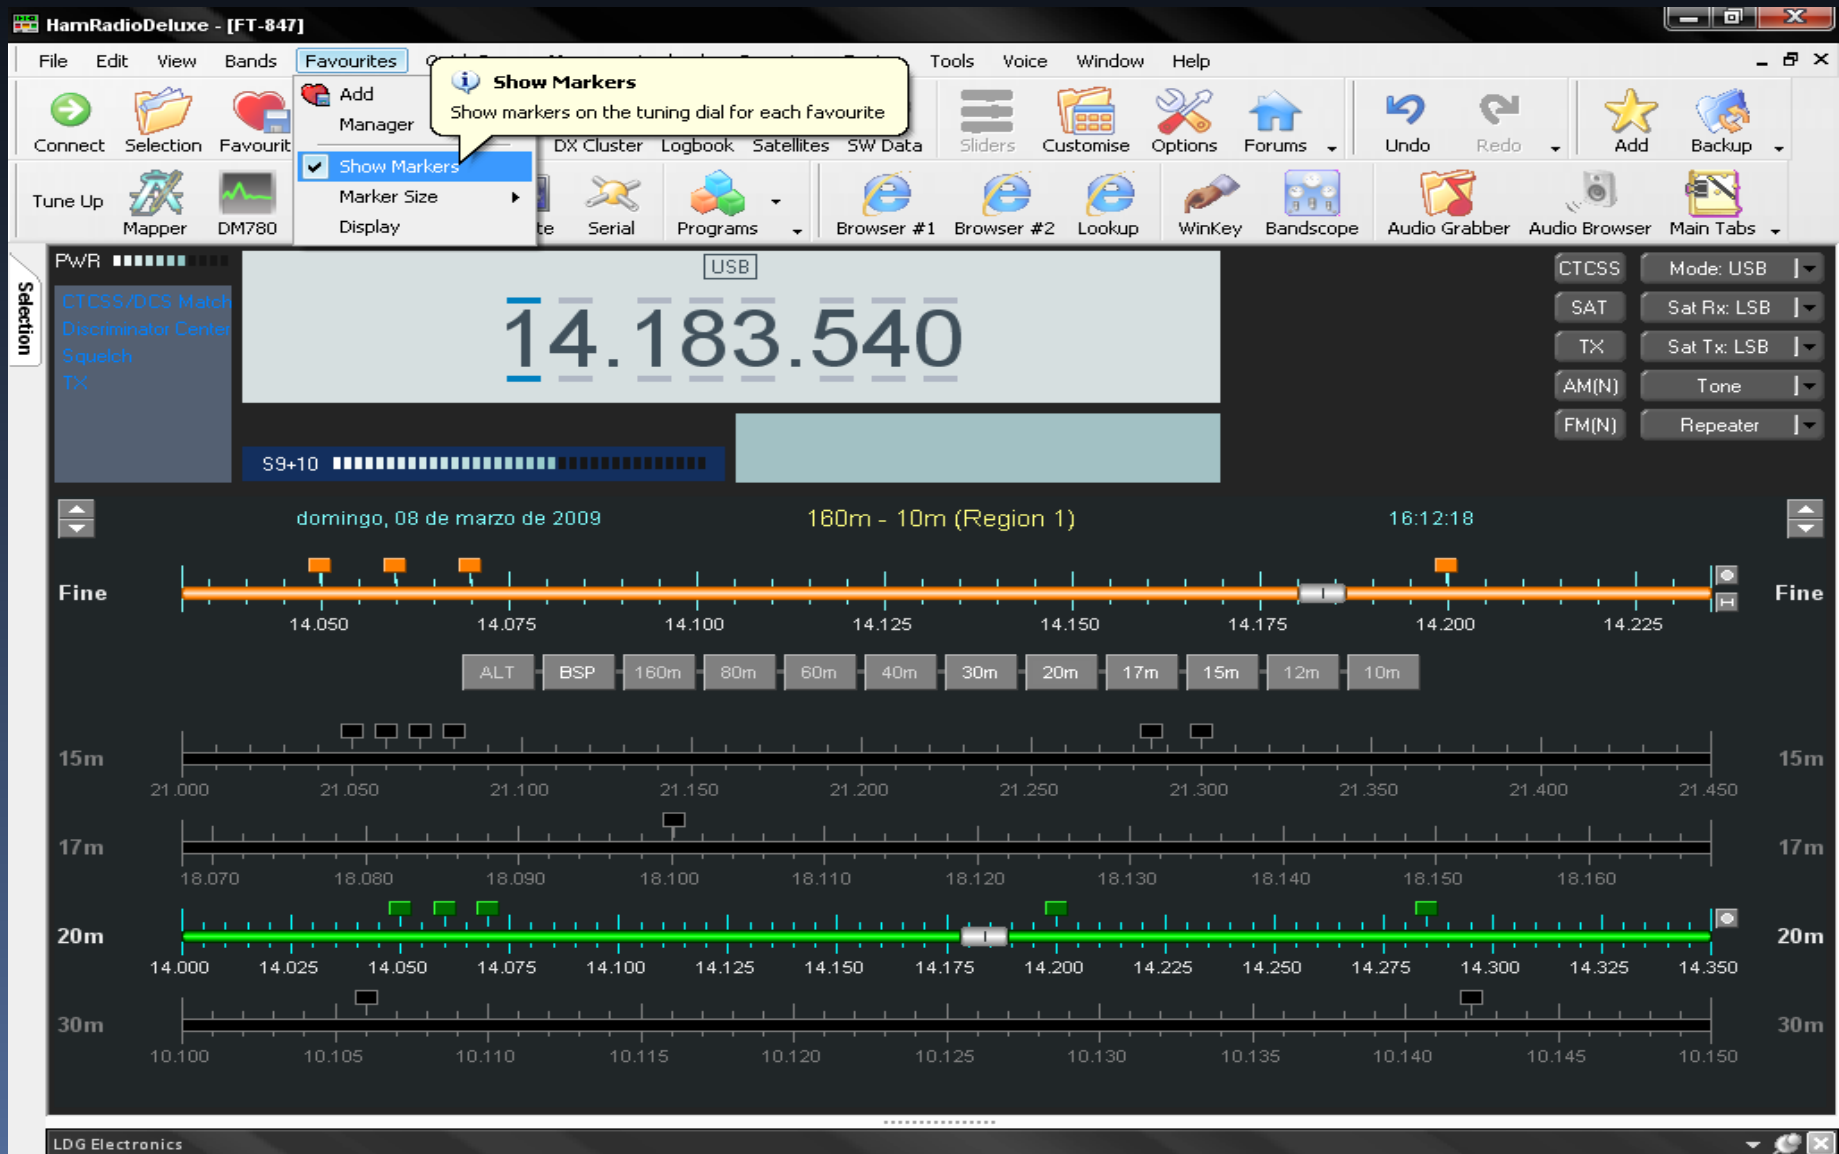 HamRadioDeluxe - [FT-847]
File Edit View Bands Favourites Tools Voice Window Help
Show Markers
Show markers on the tuning dial for each favourite
Add
Manager
Show Markers
Marker Size
Display
Connect Selection Favourit DX Cluster Logbook Satellites SW Data Sliders Customise Options Forums Undo Redo Add Backup
Tune Up Mapper DM780 te Serial Programs Browser #1 Browser #2 Lookup WinKey Bandscope Audio Grabber Audio Browser Main Tabs
Selection
PWR
CTCSS/DCS Match
Discriminator Center
Squelch
TX
USB
14.183.540
S9+10
CTCSS Mode: USB
SAT Sat Rx: LSB
TX Sat Tx: LSB
AM(N) Tone
FM(N) Repeater
domingo, 08 de marzo de 2009 160m - 10m (Region 1) 16:12:18
Fine Fine
14.050 14.075 14.100 14.125 14.150 14.175 14.200 14.225
ALT BSP 160m 80m 60m 40m 30m 20m 17m 15m 12m 10m
15m 15m
21.000 21.050 21.100 21.150 21.200 21.250 21.300 21.350 21.400 21.450
17m 17m
18.070 18.080 18.090 18.100 18.110 18.120 18.130 18.140 18.150 18.160
20m 20m
14.000 14.025 14.050 14.075 14.100 14.125 14.150 14.175 14.200 14.225 14.250 14.275 14.300 14.325 14.350
30m 30m
10.100 10.105 10.110 10.115 10.120 10.125 10.130 10.135 10.140 10.145 10.150
LDG Electronics